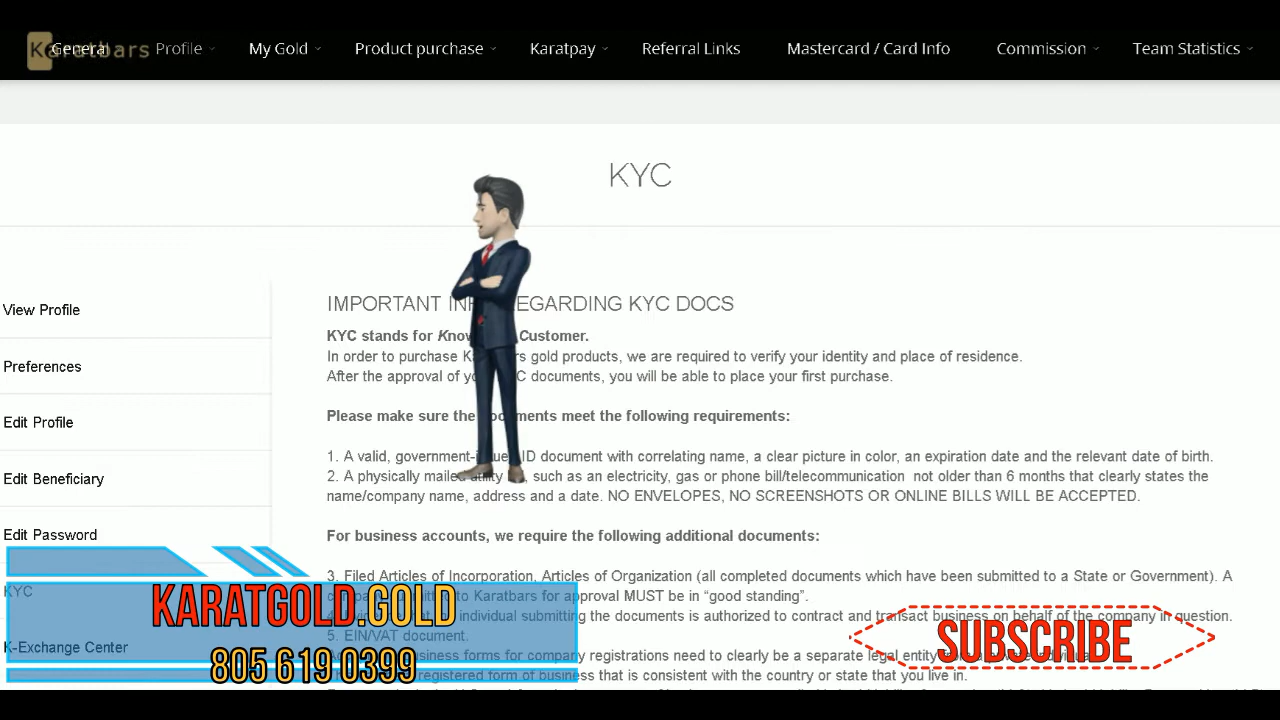 Karatbars
General Profile My Gold Product purchase Karatpay Referral Links Mastercard / Card Info Commission Team Statistics
KYC
View Profile
Preferences
Edit Profile
Edit Beneficiary
Edit Password
KYC
K-Exchange Center
IMPORTANT REGARDING KYC DOCS
KYC stands for Customer.
In order to purchase gold products, we are required to verify your identity and place of residence.
After the approval of documents, you will be able to place your first purchase.
Please make sure the documents meet the following requirements:
1. A valid, government-issued ID document with correlating name, a clear picture in color, an expiration date and the relevant date of birth.
2. A physically mailed utility , such as an electricity, gas or phone bill/telecommunication not older than 6 months that clearly states the
name/company name, address and a date. NO ENVELOPES, NO SCREENSHOTS OR ONLINE BILLS WILL BE ACCEPTED.
For business accounts, we require the following additional documents:
3. Filed Articles of Incorporation, Articles of Organization (all completed documents which have been submitted to a State or Government). A
to Karatbars for approval MUST be in “good standing”.
individual submitting the documents is authorized to contract and transact business on behalf of the company in question.
5. EIN/VAT document.
business forms for company registrations need to clearly be a separate legal entity
registered form of business that is consistent with the country or state that you live in.
KARATGOLD.GOLD
805 619 0399
SUBSCRIBE